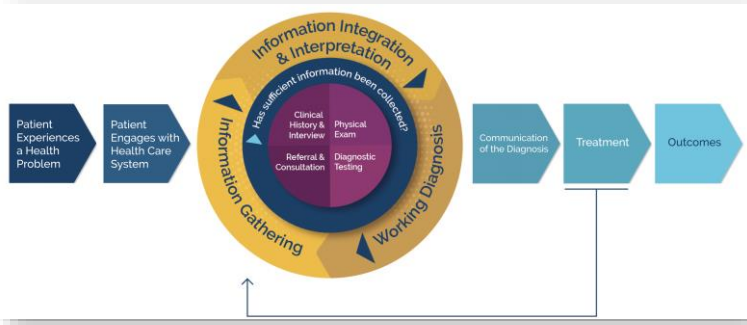 Patient
Experiences
a Health
Problem
Patient
Engages with
Health Care
System
Information Integration
& Interpretation
Has sufficient information been collected?
Clinical
History &
Interview
Physical
Exam
Referral &
Consultation
Diagnostic
Testing
Information Gathering
Working Diagnosis
Communication
of the Diagnosis
Treatment
Outcomes